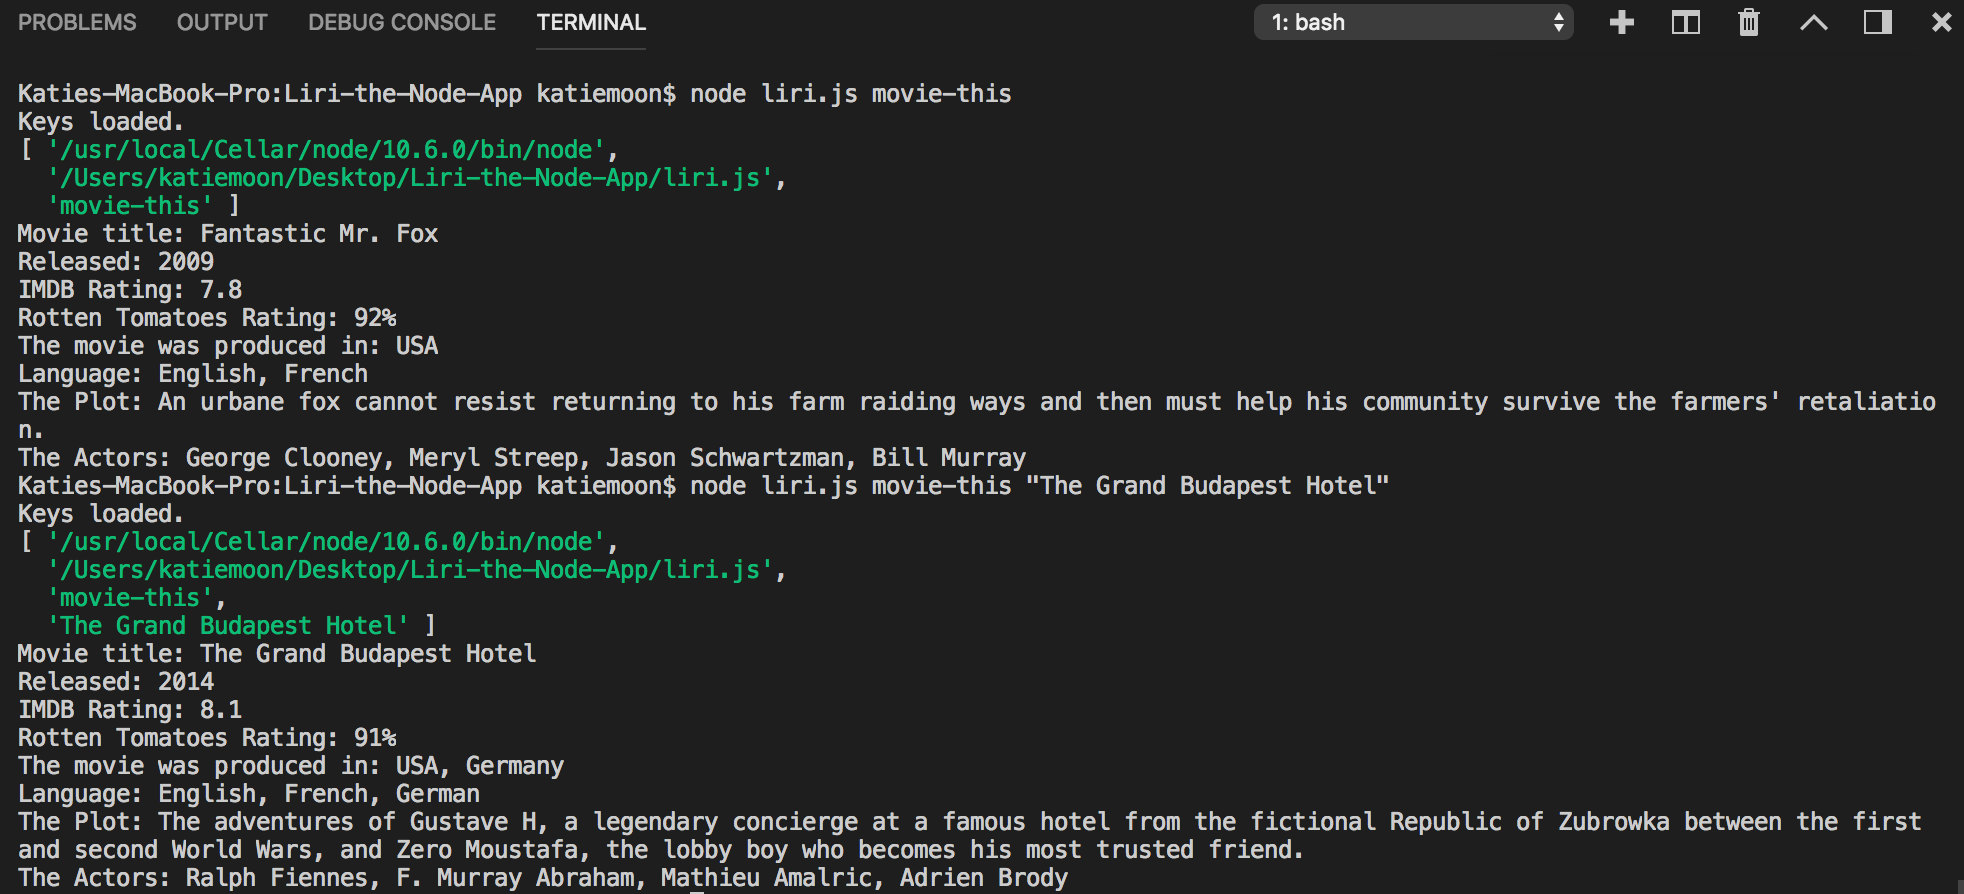 PROBLEMS OUTPUT DEBUG CONSOLE TERMINAL 1: bash
Katies-MacBook-Pro:Liri-the-Node-App katiemoon$ node liri.js movie-this
Keys loaded.
[ '/usr/local/Cellar/node/10.6.0/bin/node',
'/Users/katiemoon/Desktop/Liri-the-Node-App/liri.js',
'movie-this' ]
Movie title: Fantastic Mr. Fox
Released: 2009
IMDB Rating: 7.8
Rotten Tomatoes Rating: 92%
The movie was produced in: USA
Language: English, French
The Plot: An urbane fox cannot resist returning to his farm raiding ways and then must help his community survive the farmers' retaliatio
n.
The Actors: George Clooney, Meryl Streep, Jason Schwartzman, Bill Murray
Katies-MacBook-Pro:Liri-the-Node-App katiemoon$ node liri.js movie-this "The Grand Budapest Hotel"
Keys loaded.
[ '/usr/local/Cellar/node/10.6.0/bin/node',
'/Users/katiemoon/Desktop/Liri-the-Node-App/liri.js',
'movie-this',
'The Grand Budapest Hotel' ]
Movie title: The Grand Budapest Hotel
Released: 2014
IMDB Rating: 8.1
Rotten Tomatoes Rating: 91%
The movie was produced in: USA, Germany
Language: English, French, German
The Plot: The adventures of Gustave H, a legendary concierge at a famous hotel from the fictional Republic of Zubrowka between the first
and second World Wars, and Zero Moustafa, the lobby boy who becomes his most trusted friend.
The Actors: Ralph Fiennes, F. Murray Abraham, Mathieu Amalric, Adrien Brody